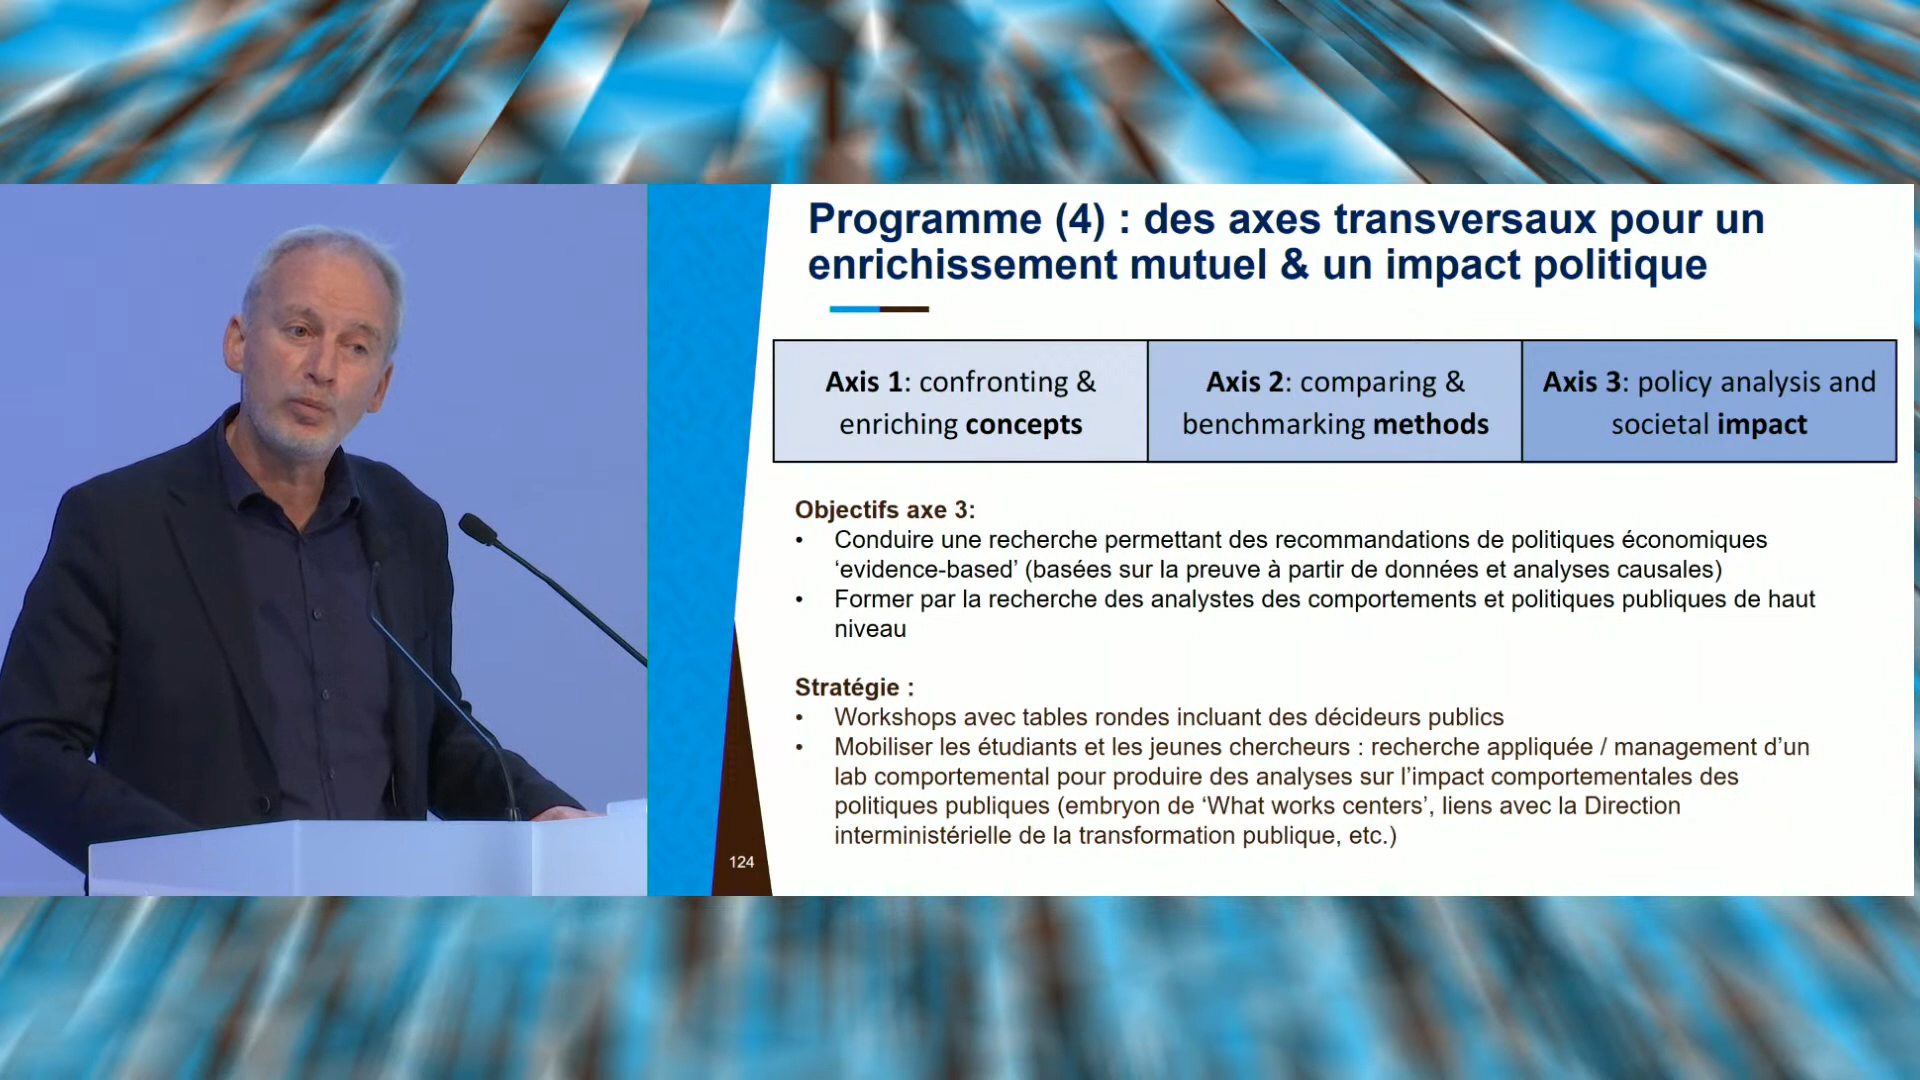 Programme (4) : des axes transversaux pour un
enrichissement mutuel & un impact politique
Axis 1: confronting &
enriching concepts
Axis 2: comparing &
benchmarking methods
Axis 3: policy analysis and
societal impact
Objectifs axe 3:
• Conduire une recherche permettant des recommandations de politiques économiques
‘evidence-based’ (basées sur la preuve à partir de données et analyses causales)
• Former par la recherche des analystes des comportements et politiques publiques de haut
niveau
Stratégie :
• Workshops avec tables rondes incluant des décideurs publics
• Mobiliser les étudiants et les jeunes chercheurs : recherche appliquée / management d’un
lab comportemental pour produire des analyses sur l’impact comportementales des
politiques publiques (embryon de ‘What works centers’, liens avec la Direction
interministérielle de la transformation publique, etc.)
124